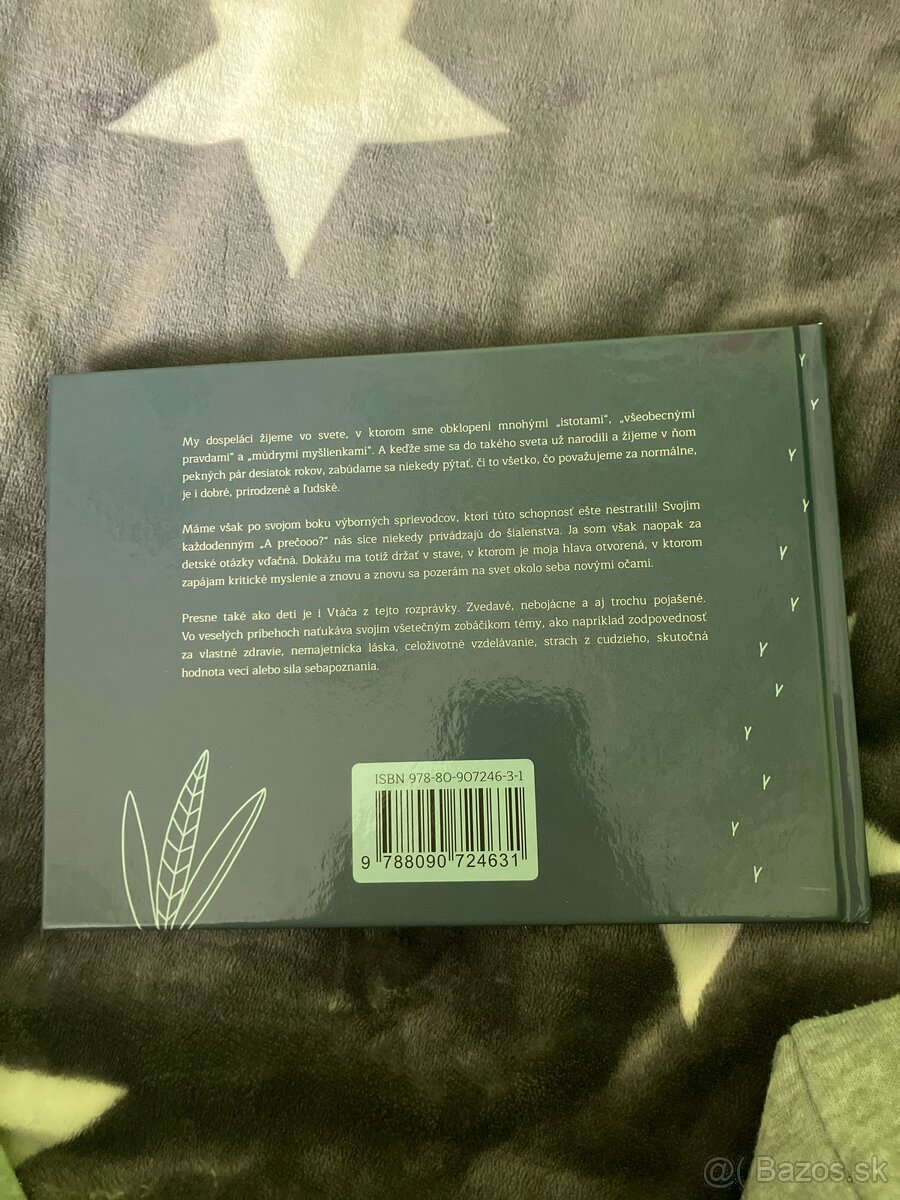 My dospeláci žijeme vo svete, v ktorom sme obklopení mnohými „istotami“, „všeobecnými
pravdami“ a „múdrymi myšlienkami“. A keďže sme sa do takého sveta už narodili a žijeme v ňom
pekných pár desiatok rokov, zabúdame sa niekedy pýtať, či to všetko, čo považujeme za normálne,
je i dobré, prirodzené a ľudské.
Máme však po svojom boku výborných sprievodcov, ktorí túto schopnosť ešte nestratili! Svojím
každodenným „A prečooo?“ nás síce niekedy privádzajú do šialenstva. Ja som však naopak za
detské otázky vďačná. Dokážu ma totiž držať v stave, v ktorom je moja hlava otvorená, v ktorom
zapájam kritické myslenie a znovu a znovu sa pozerám na svet okolo seba novými očami.
Presne také ako deti je i Vtáča z tejto rozprávky. Zvedavé, nebojácne a aj trochu pojašené.
Vo veselých príbehoch naťukáva svojím všetečným zobáčikom témy, ako napríklad zodpovednosť
za vlastné zdravie, nemajetnícka láska, celoživotné vzdelávanie, strach z cudzieho, skutočná
hodnota vecí alebo sila sebapoznania.
ISBN 978-80-907246-3-1
9 788090 724631
@ Bazos.sk